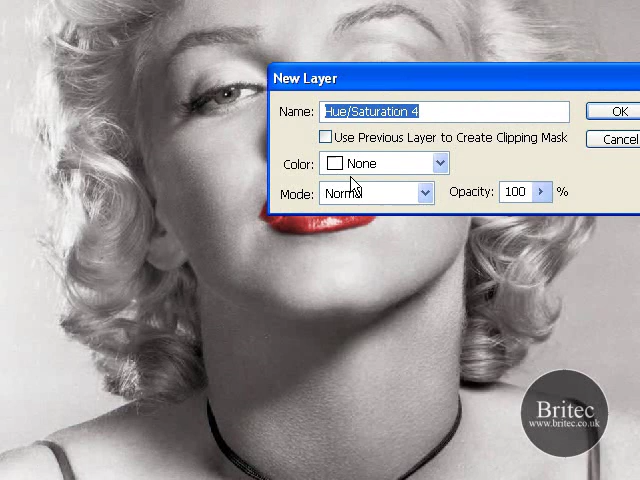 New Layer
Name: Hue/Saturation 4
OK
Use Previous Layer to Create Clipping Mask
Cancel
Color: None
Mode: Normal Opacity: 100 %
Britec
www.britec.co.uk